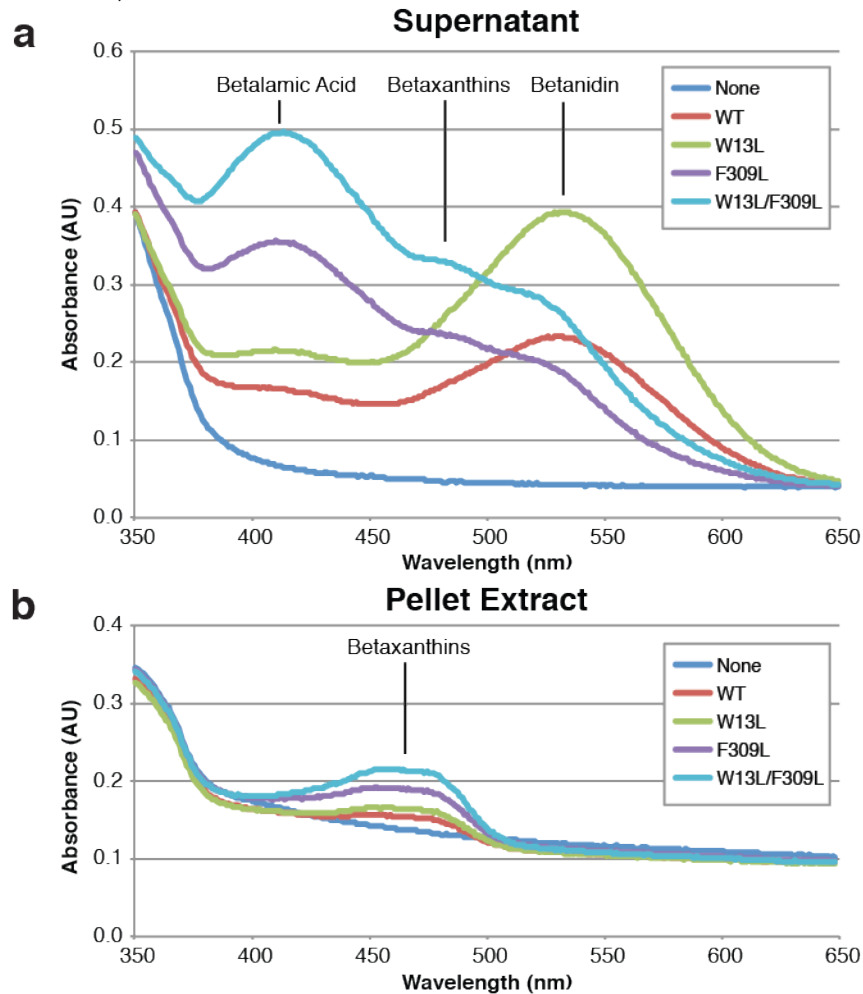 a
Supernatant
0.6
0.5
0.4
0.3
0.2
0.1
0.0
Absorbance (AU)
Betalamic Acid
Betaxanthins
Betanidin
None
WT
W13L
F309L
W13L/F309L
350
400
450
500
550
600
650
Wavelength (nm)
b
Pellet Extract
0.4
0.3
0.2
0.1
0.0
Absorbance (AU)
Betaxanthins
None
WT
W13L
F309L
W13L/F309L
350
400
450
500
550
600
650
Wavelength (nm)